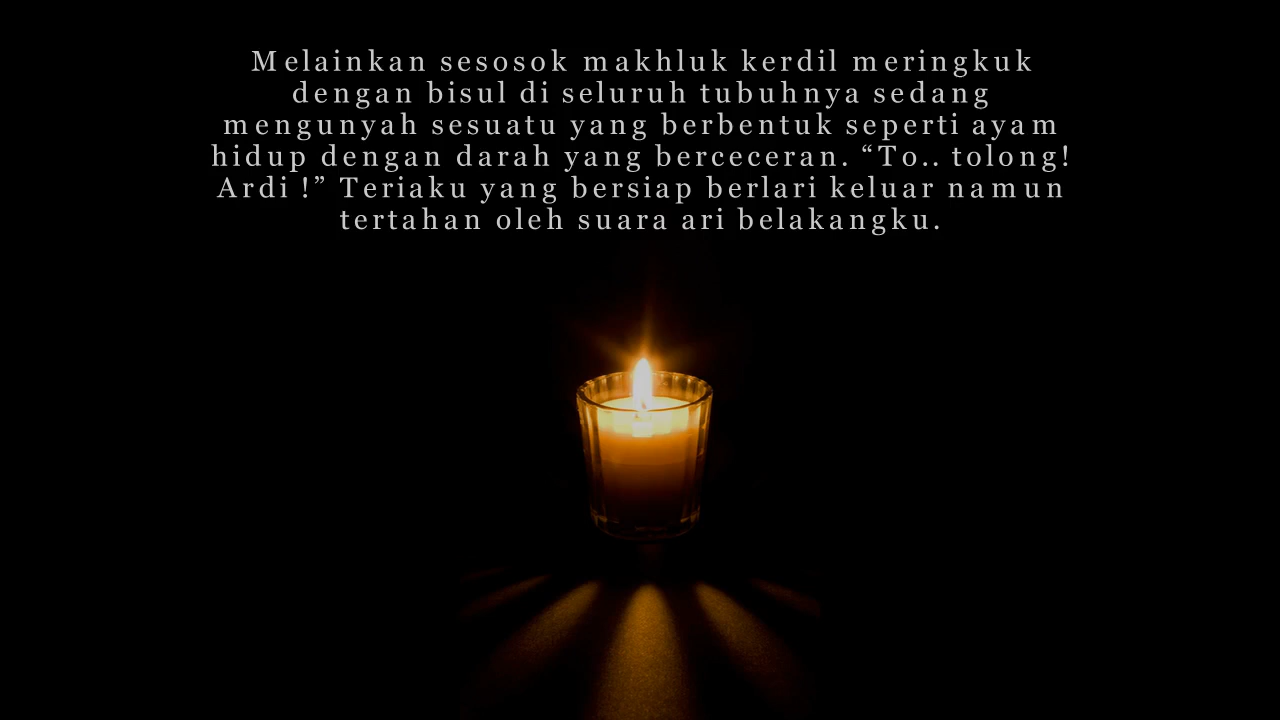 Melainkan sesosok makhluk kerdil meringkuk
dengan bisul di seluruh tubuhnya sedang
mengunyah sesuatu yang berbentuk seperti ayam
hidup dengan darah yang berceceran. “To.. tolong!
Ardi !” Teriaku yang bersiap berlari keluar namun
tertahan oleh suara ari belakangku.